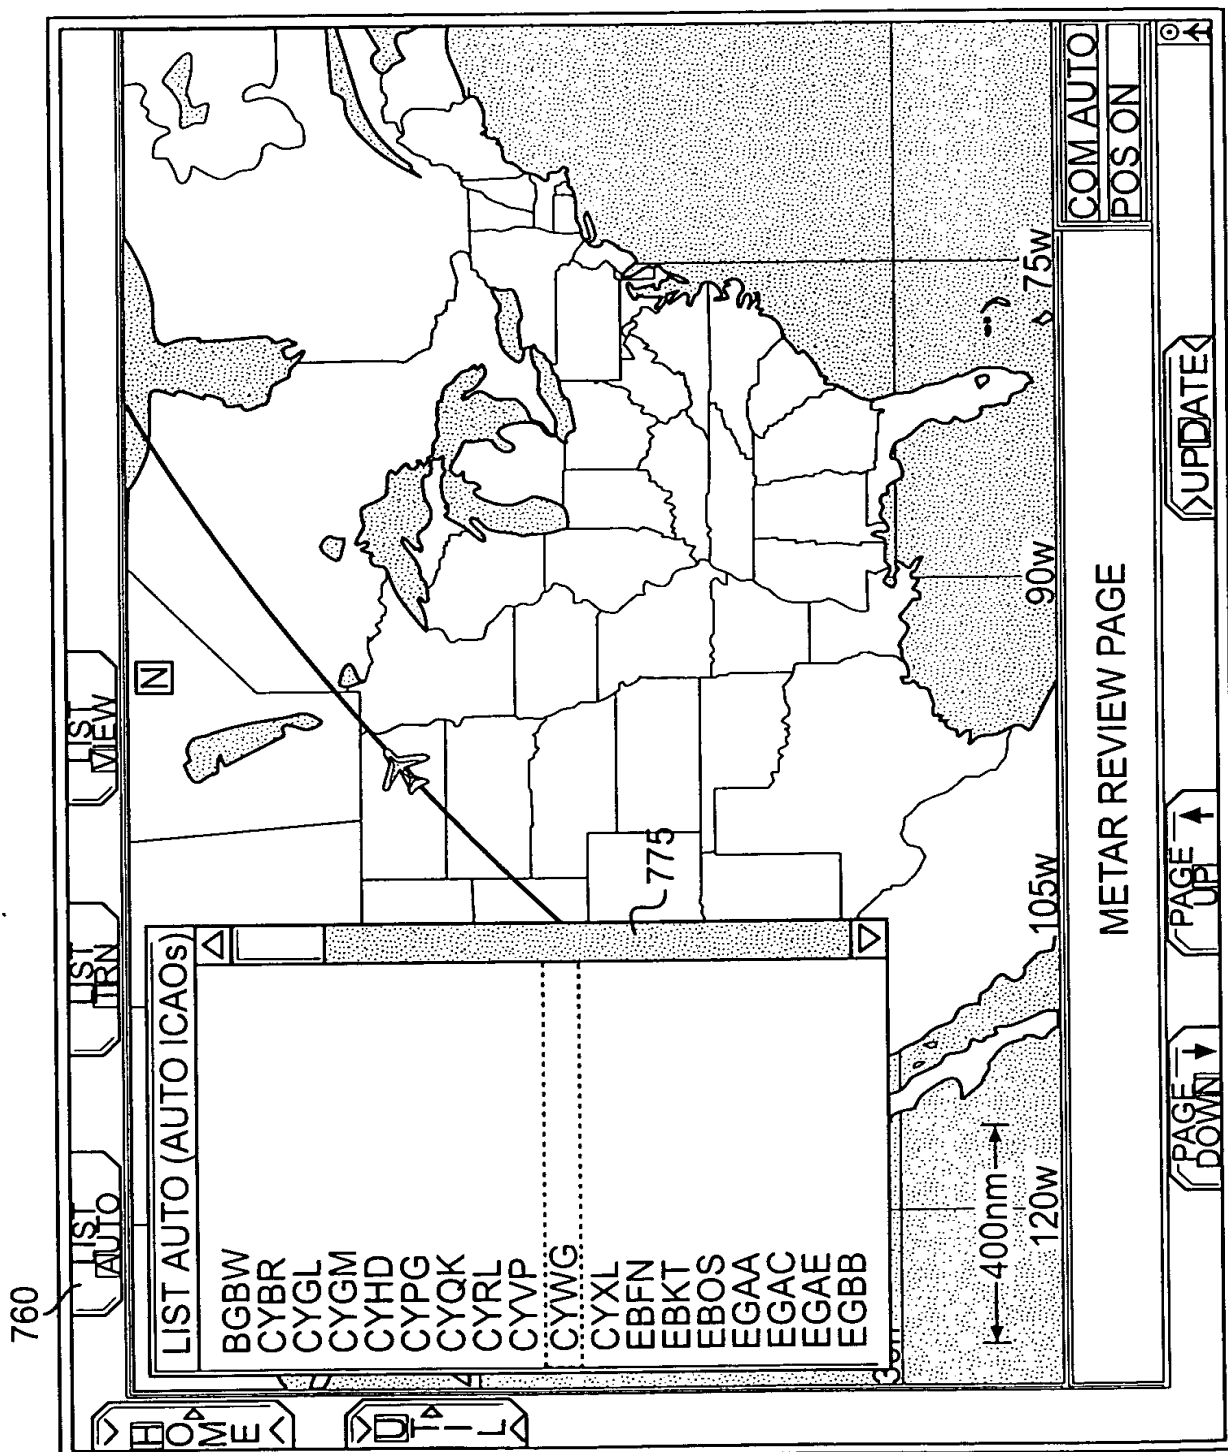 760
LIST
AUTO
LIST
TRN
LIST
VIEW
HOME
UTIL
LIST AUTO (AUTO ICAOs)
BGBW
CYBR
CYGL
CYGM
CYHD
CYPG
CYQK
CYRL
CYVP
CYWG
CYXL
EBFN
EBKT
EBOS
EGAA
EGAC
EGAE
EGBB
775
N
400nm
120w
105w
90w
75w
METAR REVIEW PAGE
COM AUTO
POS ON
PAGE
DOWN
PAGE
UP
UPDATE